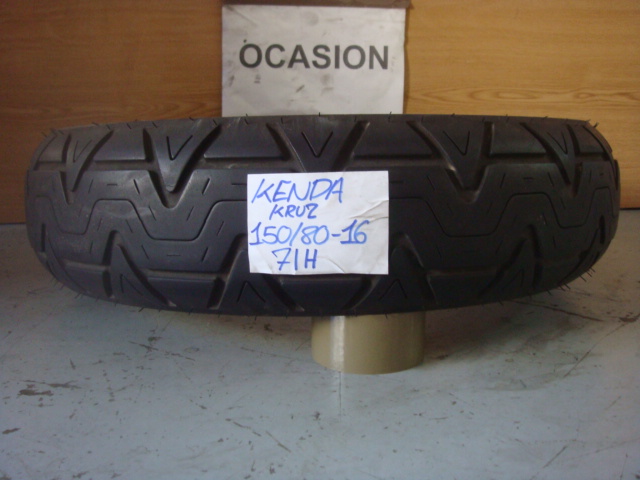 OCASION
KENDA
KRUZ
150/80-16
71H